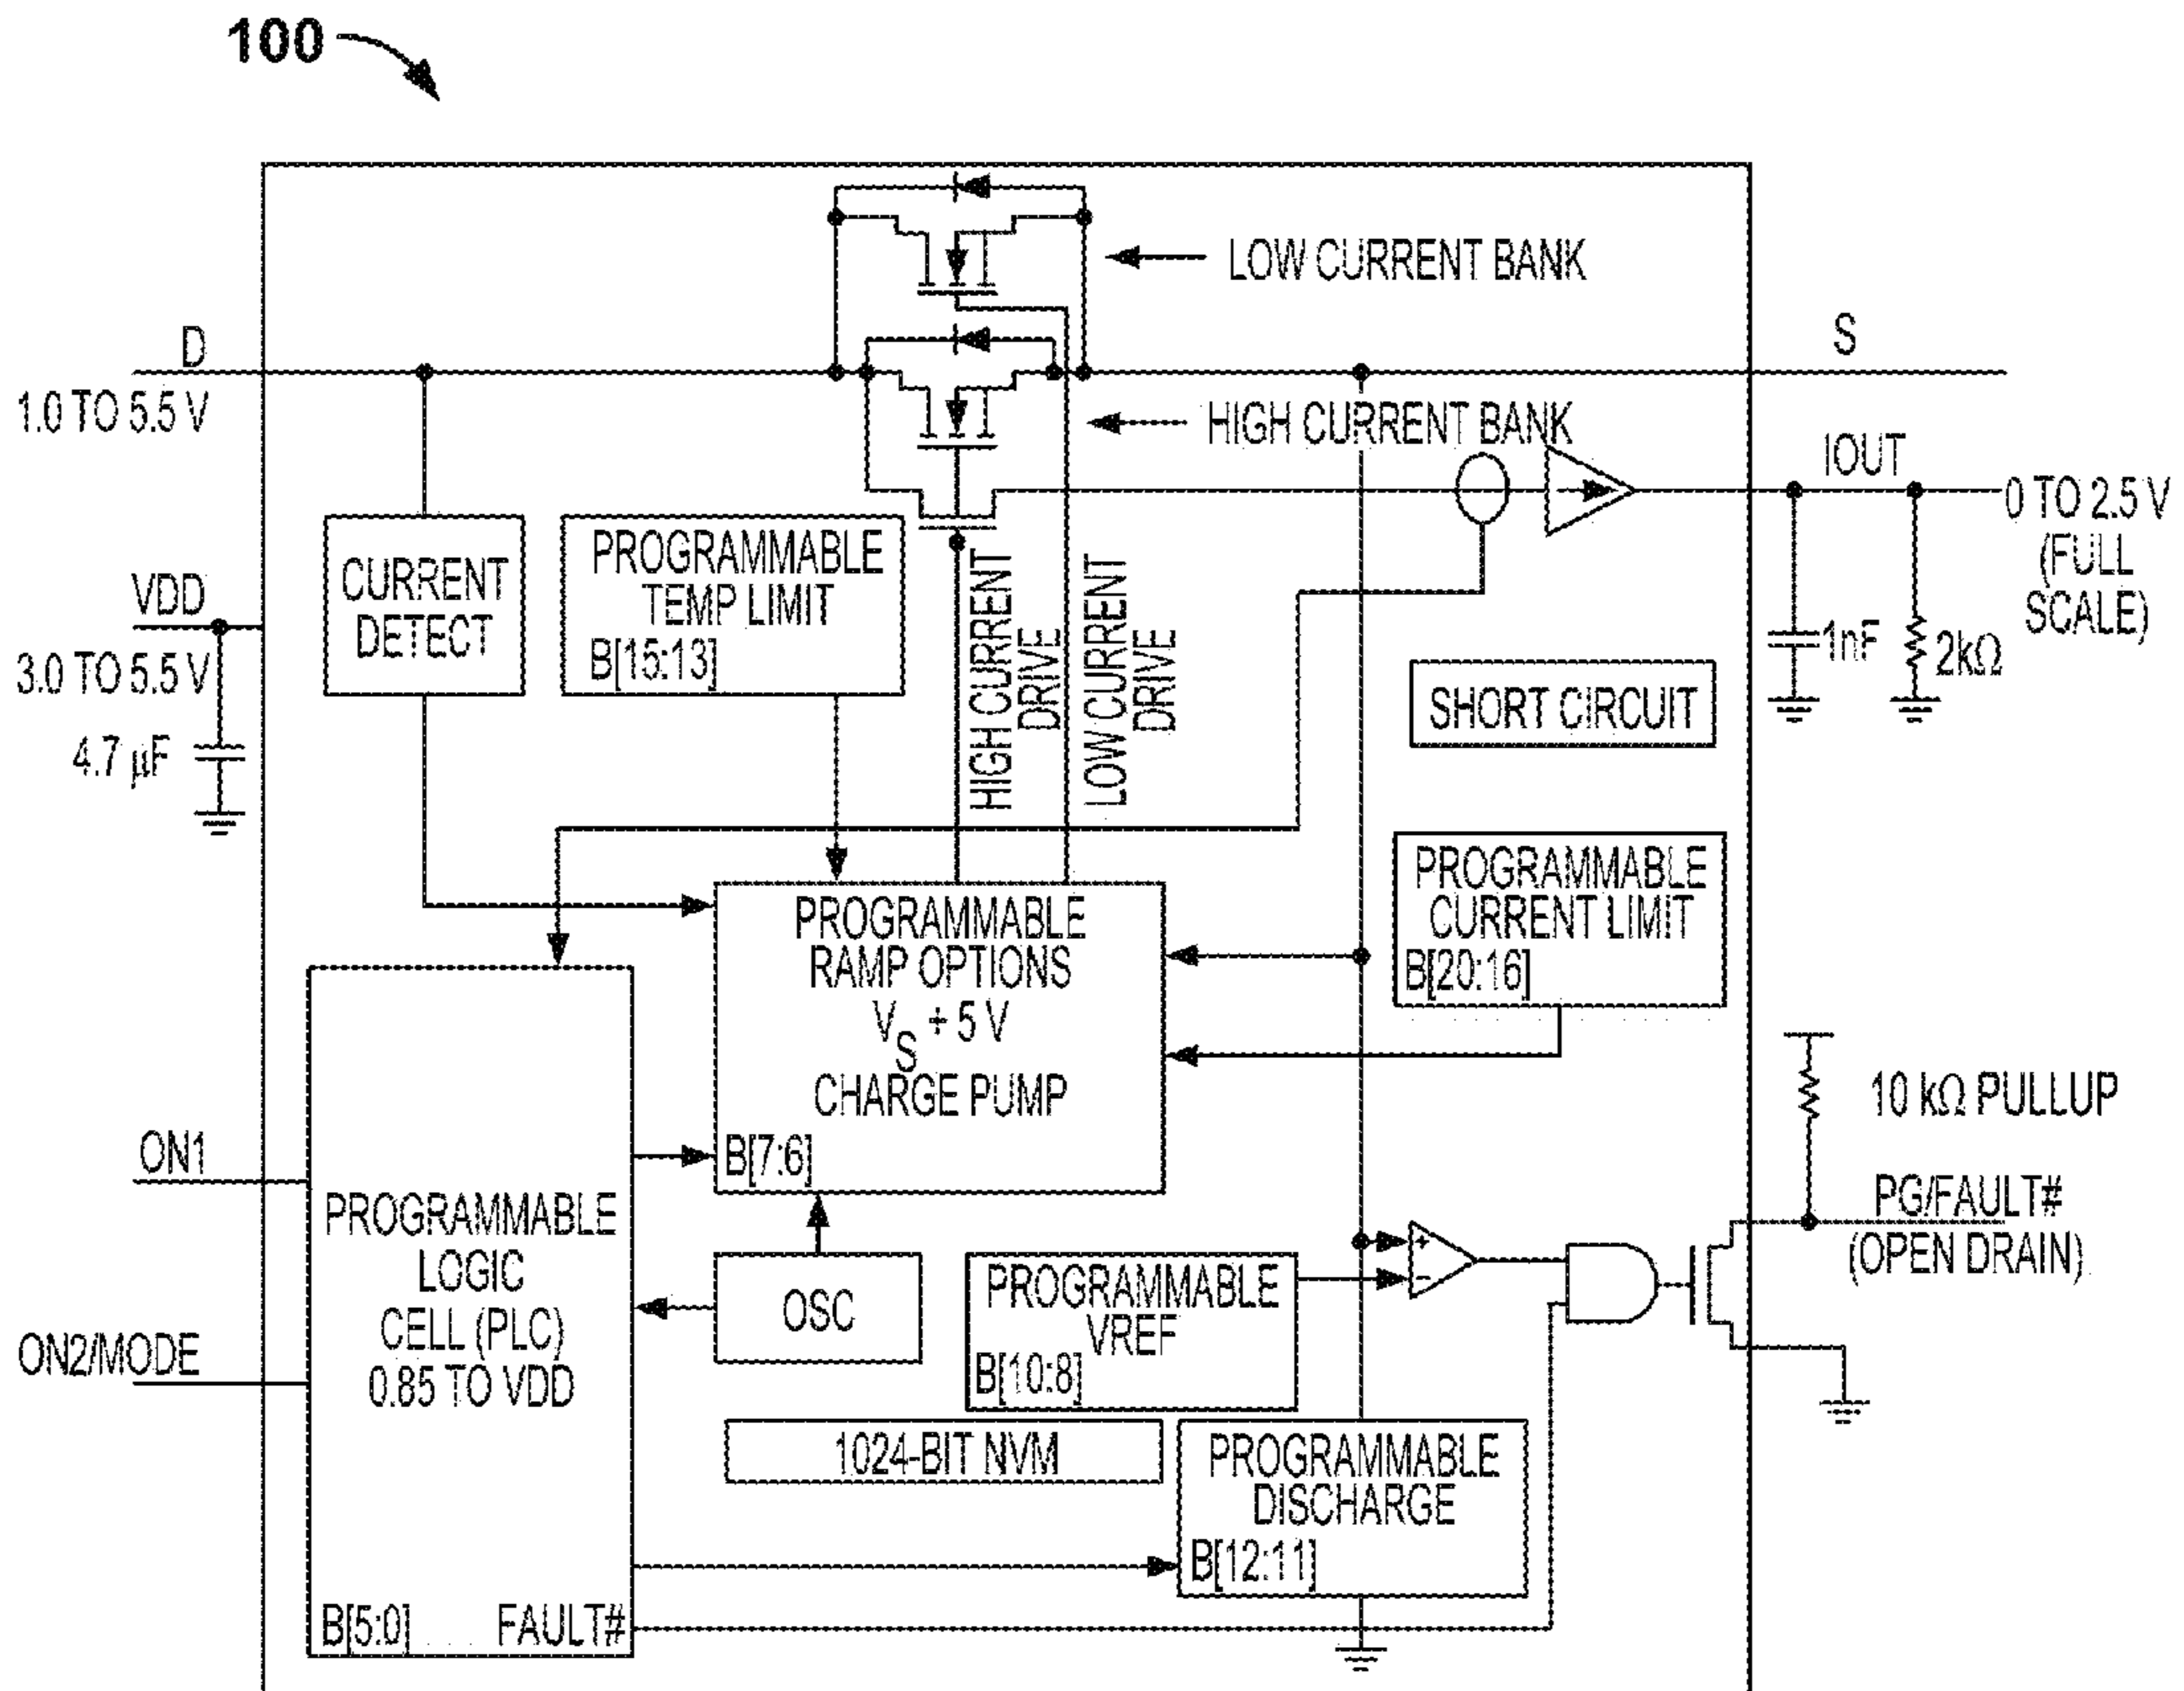 100
LOW CURRENT BANK
D
S
1.0 TO 5.5 V
HIGH CURRENT BANK
IOUT
0 TO 2.5 V
(FULL
SCALE)
CURRENT
DETECT
PROGRAMMABLE
TEMP LIMIT
B[15:13]
HIGH CURRENT
DRIVE
LOW CURRENT
DRIVE
VDD
3.0 TO 5.5 V
4.7 µF
1nF
2kΩ
SHORT CIRCUIT
PROGRAMMABLE
RAMP OPTIONS
VS + 5 V
CHARGE PUMP
B[7:6]
PROGRAMMABLE
CURRENT LIMIT
B[20:16]
10 kΩ PULLUP
PG/FAULT#
(OPEN DRAIN)
ON1
ON2/MODE
PROGRAMMABLE
LOGIC
CELL (PLC)
0.85 TO VDD
B[5:0]
FAULT#
OSC
PROGRAMMABLE
VREF
B[10:8]
+
−
1024-BIT NVM
PROGRAMMABLE
DISCHARGE
B[12:11]